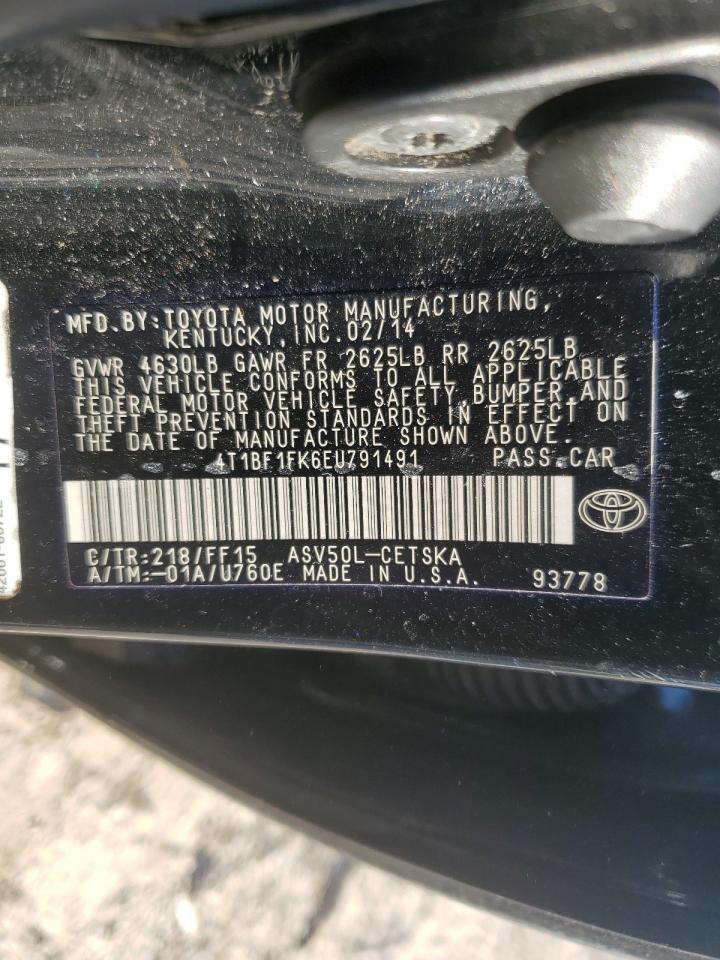 MFD.BY:TOYOTA MOTOR MANUFACTURING,
KENTUCKY,INC.02/14
GVWR 4630LB GAWR FR 2625LB RR 2625LB
THIS VEHICLE CONFORMS TO ALL APPLICABLE
FEDERAL MOTOR VEHICLE SAFETY,BUMPER,AND
THEFT PREVENTION STANDARDS IN EFFECT ON
THE DATE OF MANUFACTURE SHOWN ABOVE.
4T1BF1FK6EU791491 PASS.CAR
C/TR:218/FF15 ASV50L-CETSKA
A/TM:-01A/U760E MADE IN U.S.A. 93778